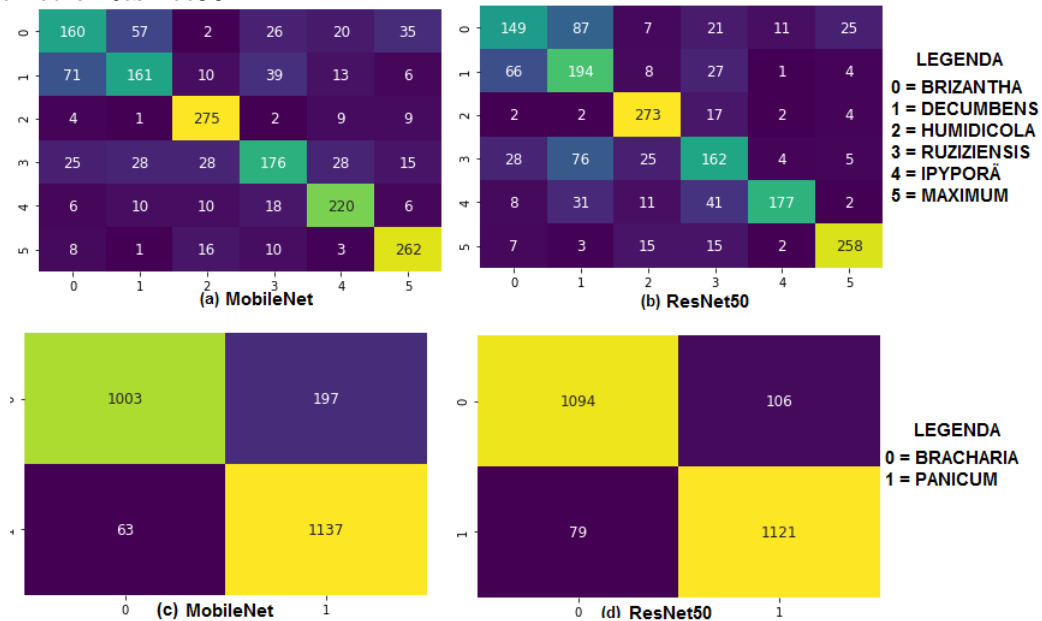 0 160 57 2 26 20 35
1 71 161 10 39 13 6
2 4 1 275 2 9 9
3 25 28 28 176 28 15
4 6 10 10 18 220 6
5 8 1 16 10 3 262
0 1 2 3 4 5
(a) MobileNet
0 149 87 7 21 11 25
1 66 194 8 27 1 4
2 2 2 273 17 2 4
3 28 76 25 162 4 5
4 8 31 11 41 177 2
5 7 3 15 15 2 258
0 1 2 3 4 5
(b) ResNet50
LEGENDA
0 = BRIZANTHA
1 = DECUMBENS
2 = HUMIDICOLA
3 = RUZIZIENSIS
4 = IPYPORÃ
5 = MAXIMUM
1003 197
63 1137
0 1
(c) MobileNet
0 1094 106
1 79 1121
0 1
(d) ResNet50
LEGENDA
0 = BRACHARIA
1 = PANICUM